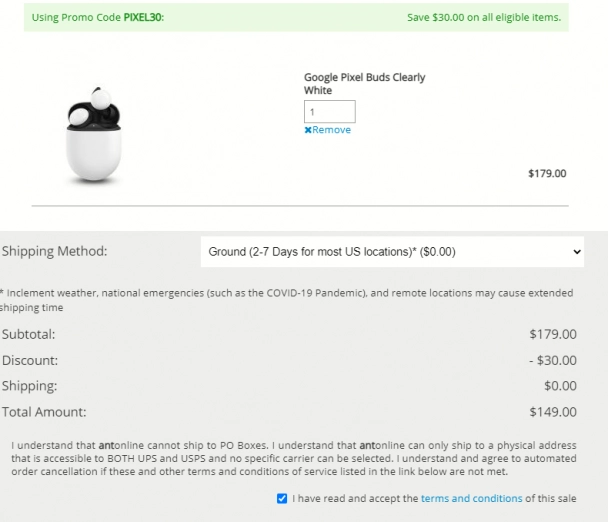 Using Promo Code PIXEL30:
Save $30.00 on all eligible items.
Google Pixel Buds Clearly
White
1
✖Remove
$179.00
Shipping Method:
Ground (2-7 Days for most US locations)* ($0.00)
* Inclement weather, national emergencies (such as the COVID-19 Pandemic), and remote locations may cause extended
shipping time
Subtotal: $179.00
Discount: - $30.00
Shipping: $0.00
Total Amount: $149.00
I understand that antonline cannot ship to PO Boxes. I understand that antonline can only ship to a physical address
that is accessible to BOTH UPS and USPS and no specific carrier can be selected. I understand and agree to automated
order cancellation if these and other terms and conditions of service listed in the link below are not met.
I have read and accept the terms and conditions of this sale